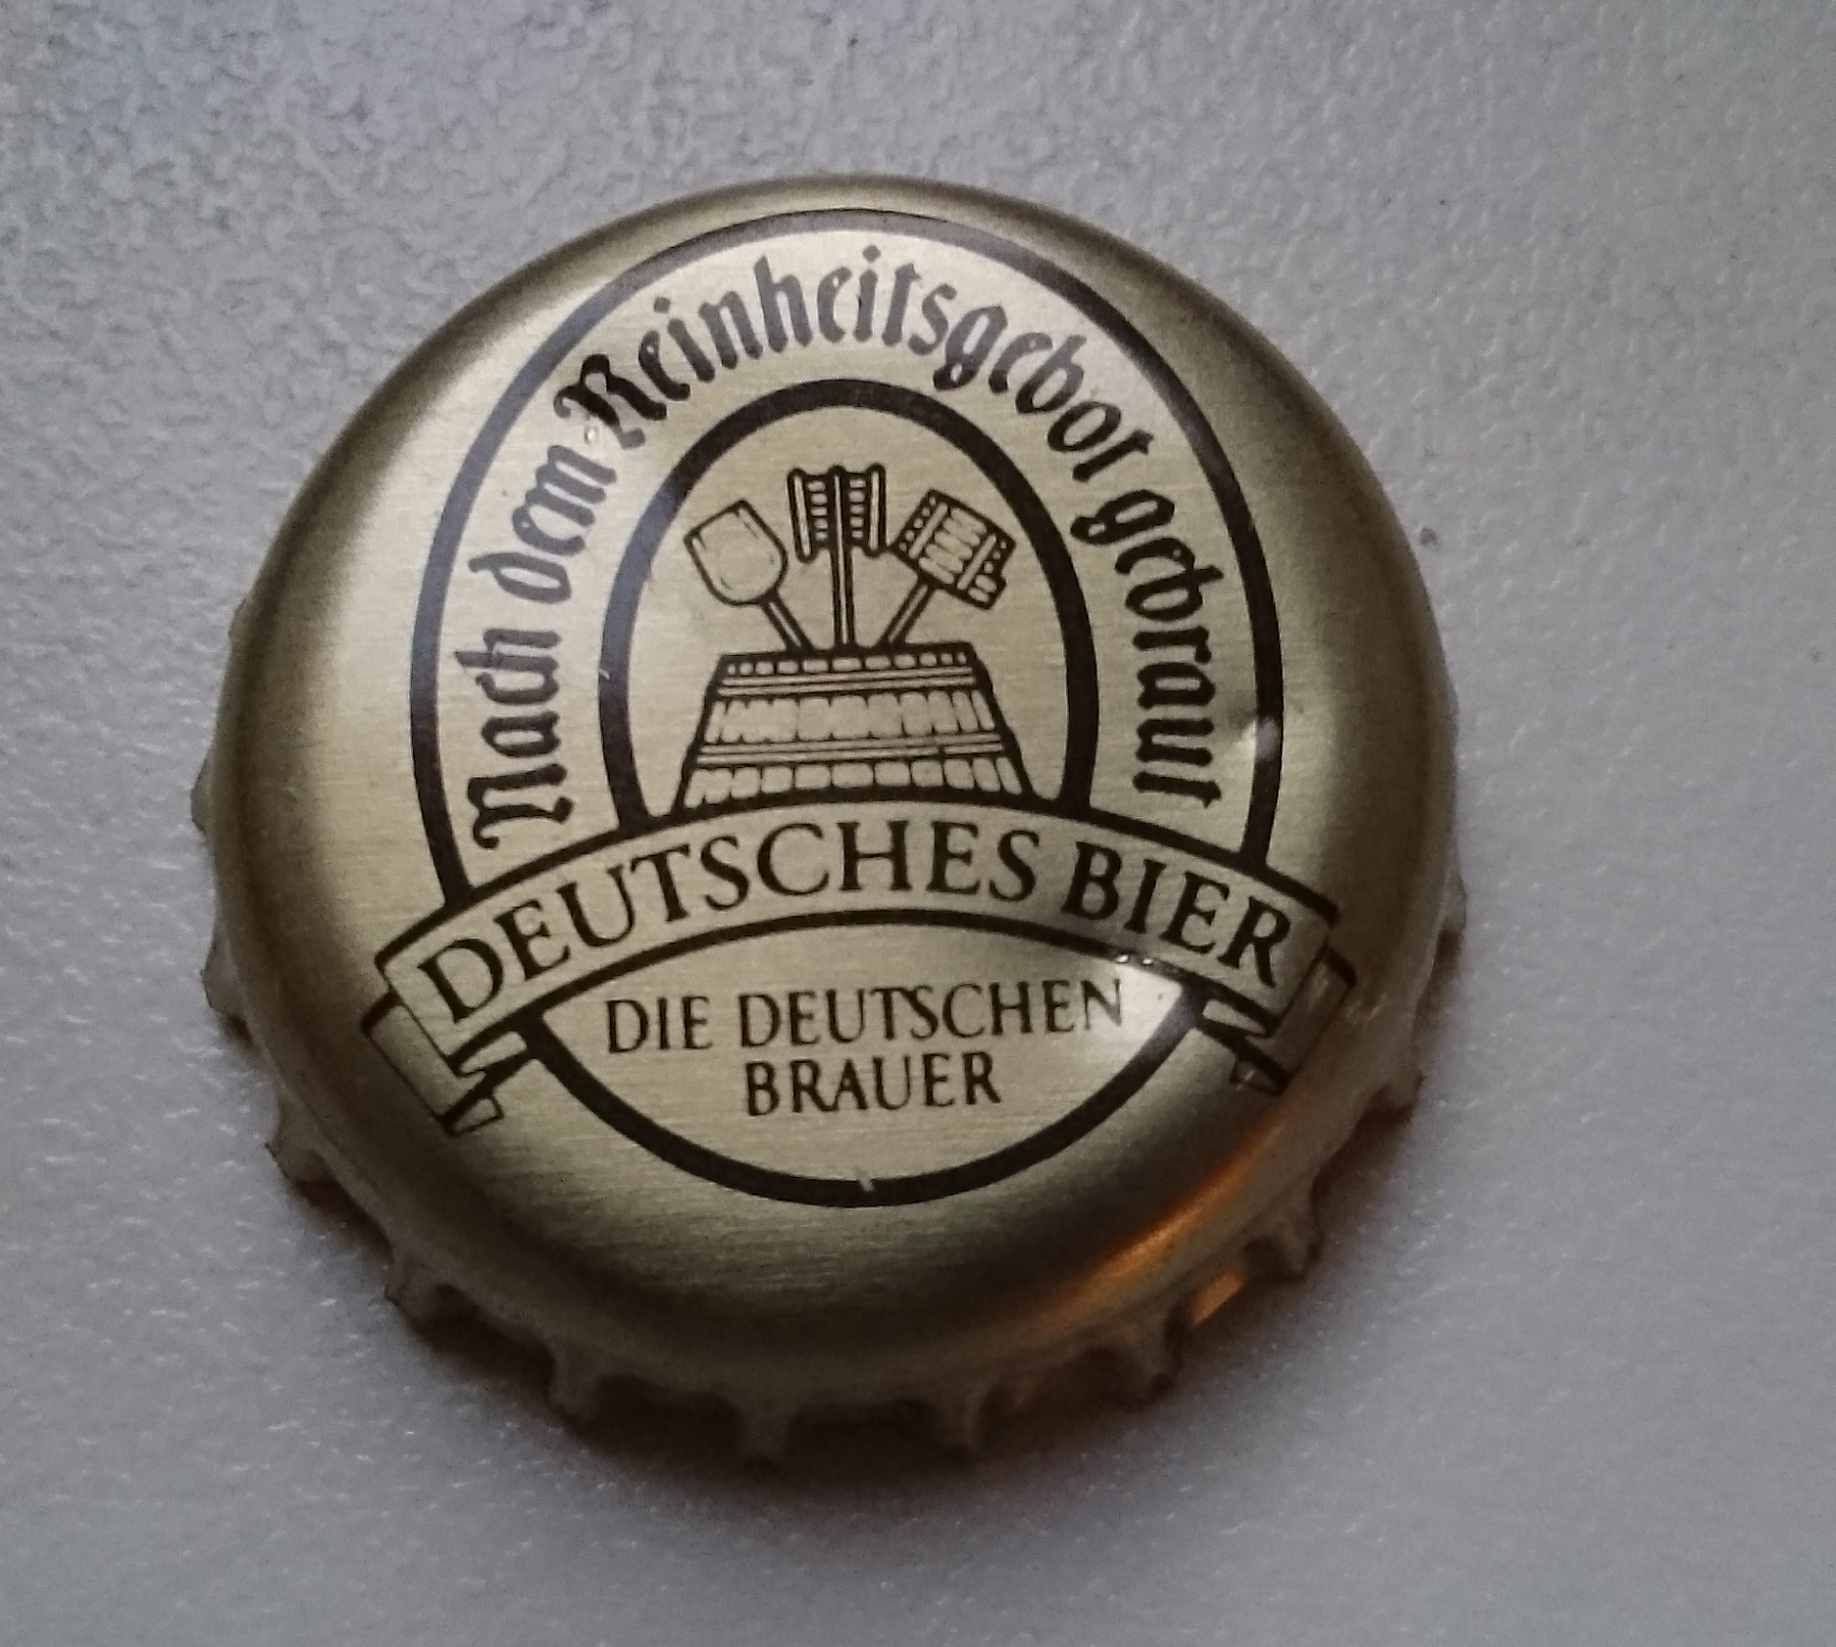 Nach dem Reinheitsgebot gebraut
DEUTSCHES BIER
DIE DEUTSCHEN
BRAUER